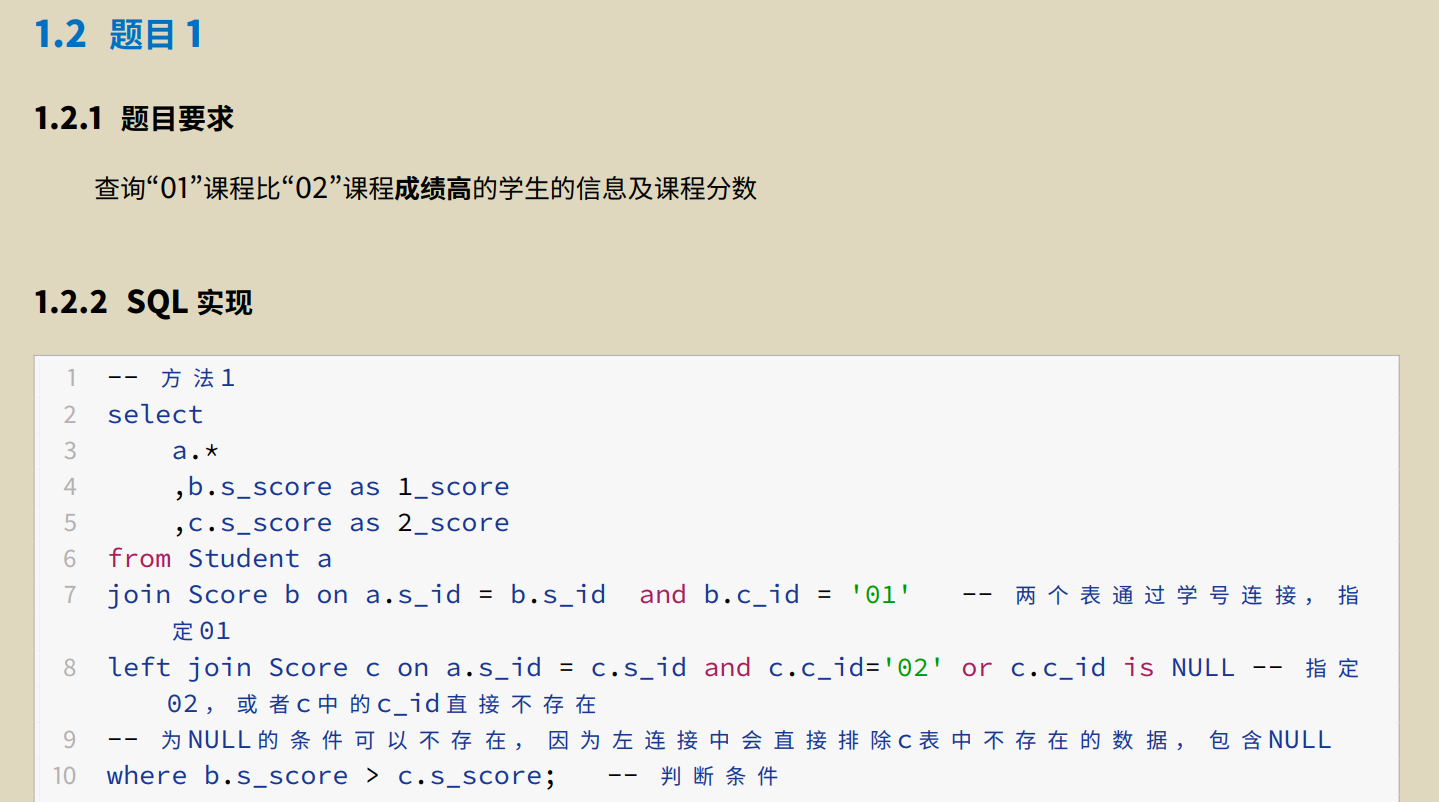 1.2 题目 1
1.2.1 题目要求
查询“01”课程比“02”课程成绩高的学生的信息及课程分数
1.2.2 SQL 实现
1 -- 方法1
2 select
3 a.*
4 ,b.s_score as 1_score
5 ,c.s_score as 2_score
6 from Student a
7 join Score b on a.s_id = b.s_id and b.c_id = '01' -- 两个表通过学号连接，指
定01
8 left join Score c on a.s_id = c.s_id and c.c_id='02' or c.c_id is NULL -- 指定
02，或者c中的c_id直接不存在
9 -- 为NULL的条件可以不存在，因为左连接中会直接排除c表中不存在的数据，包含NULL
10 where b.s_score > c.s_score; -- 判断条件